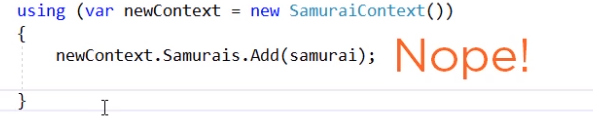 using (var newContext = new SamuraiContext())
{
newContext.Samurais.Add(samurai); Nope!
}